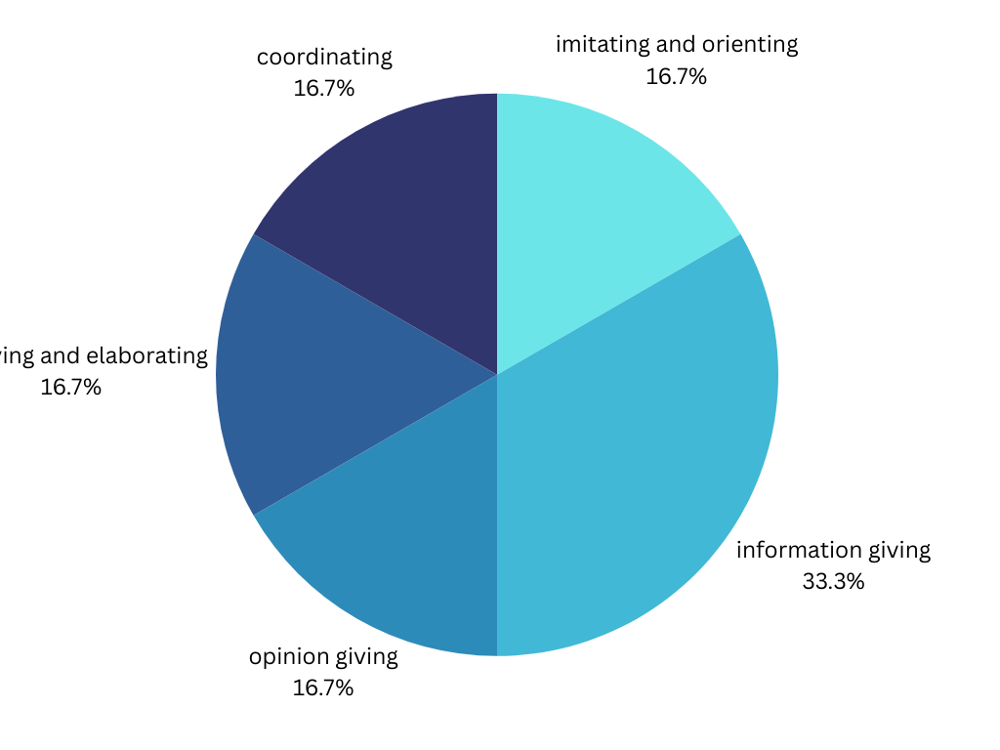 coordinating
16.7%
imitating and orienting
16.7%
and elaborating
16.7%
information giving
33.3%
opinion giving
16.7%